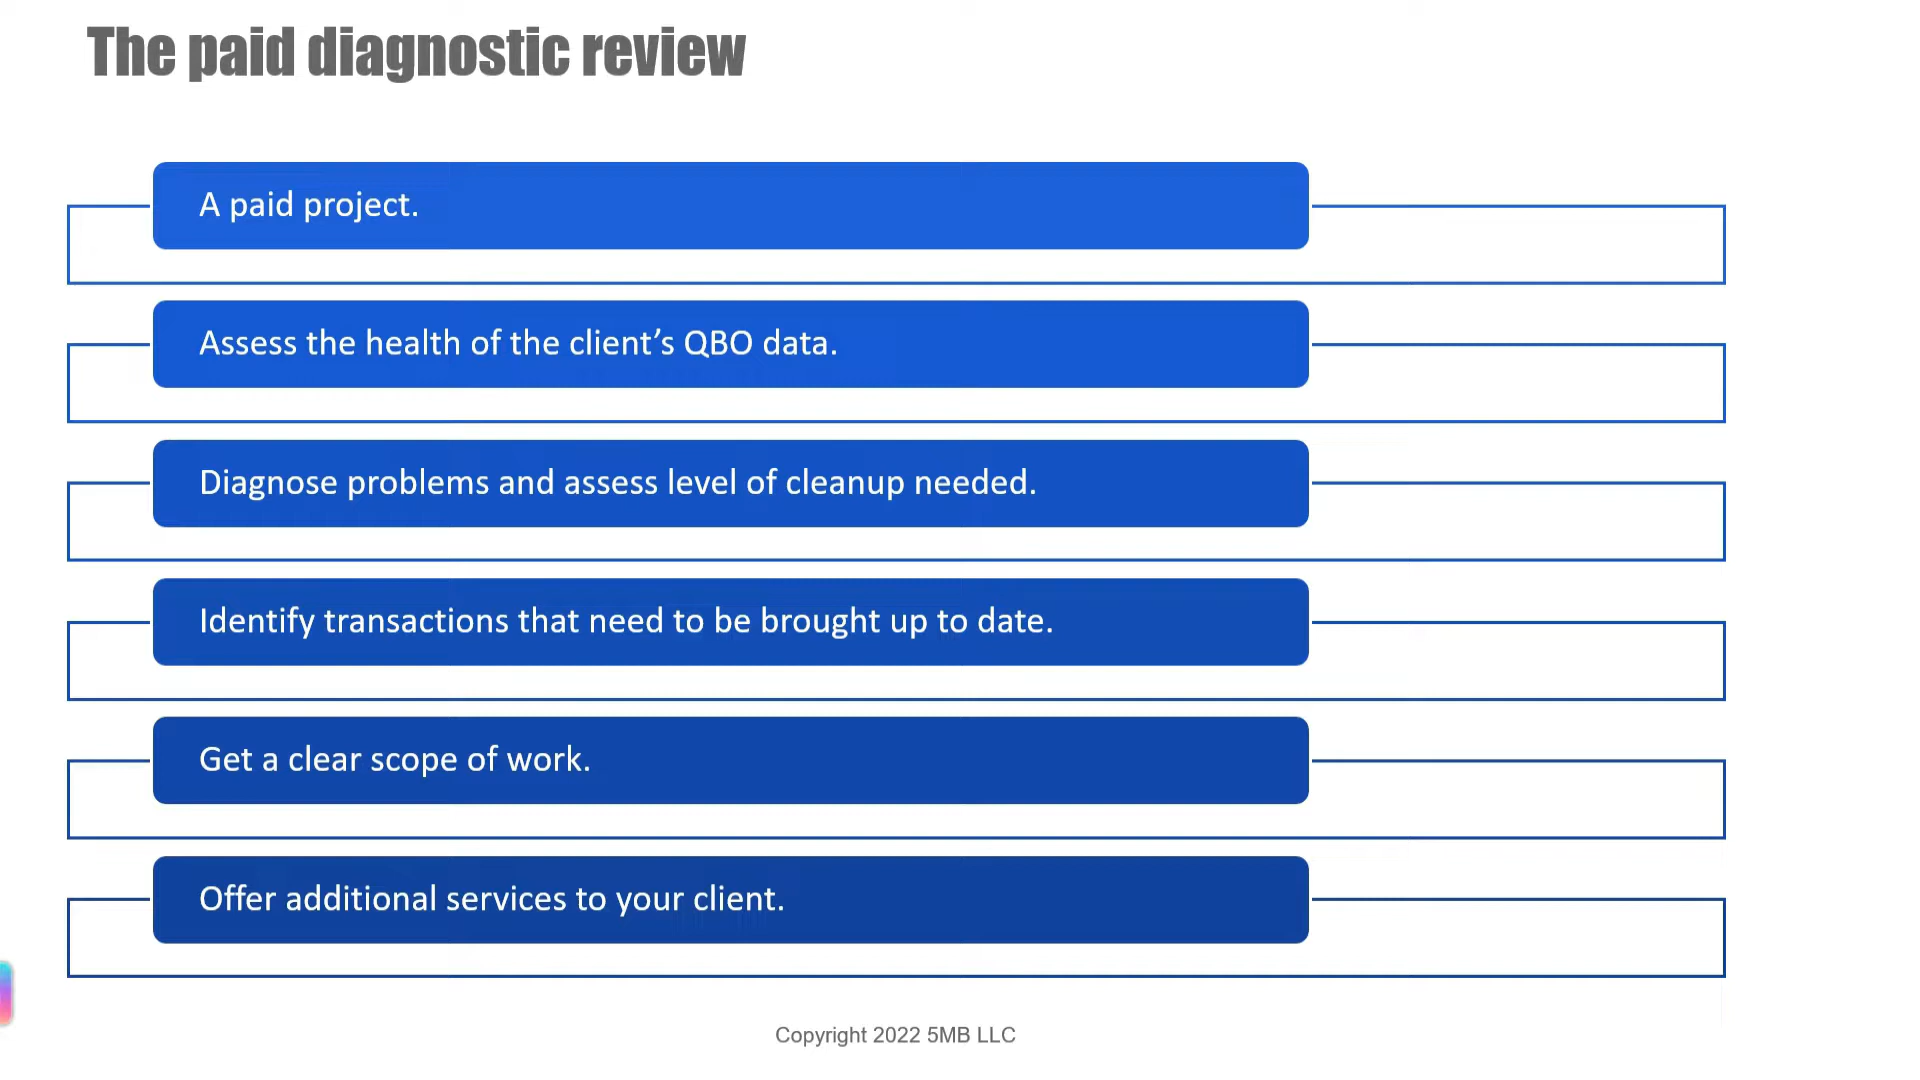 The paid diagnostic review
A paid project.
Assess the health of the client’s QBO data.
Diagnose problems and assess level of cleanup needed.
Identify transactions that need to be brought up to date.
Get a clear scope of work.
Offer additional services to your client.
Copyright 2022 5MB LLC